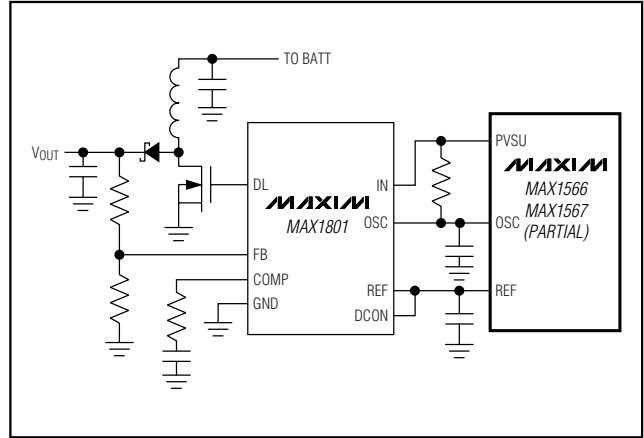 TO BATT
VOUT
DL
MAXIM
MAX1801
FB
COMP
GND
IN
OSC
REF
DCON
PVSU
MAXIM
MAX1566
MAX1567
(PARTIAL)
OSC
REF